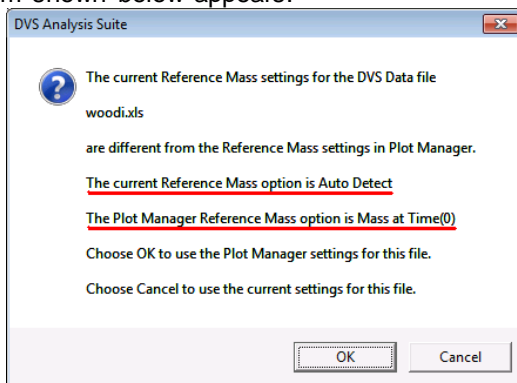 shown below appears.
DVS Analysis Suite
The current Reference Mass settings for the DVS Data file
woodi.xls
are different from the Reference Mass settings in Plot Manager.
The current Reference Mass option is Auto Detect
The Plot Manager Reference Mass option is Mass at Time(0)
Choose OK to use the Plot Manager settings for this file.
Choose Cancel to use the current settings for this file.
OK Cancel